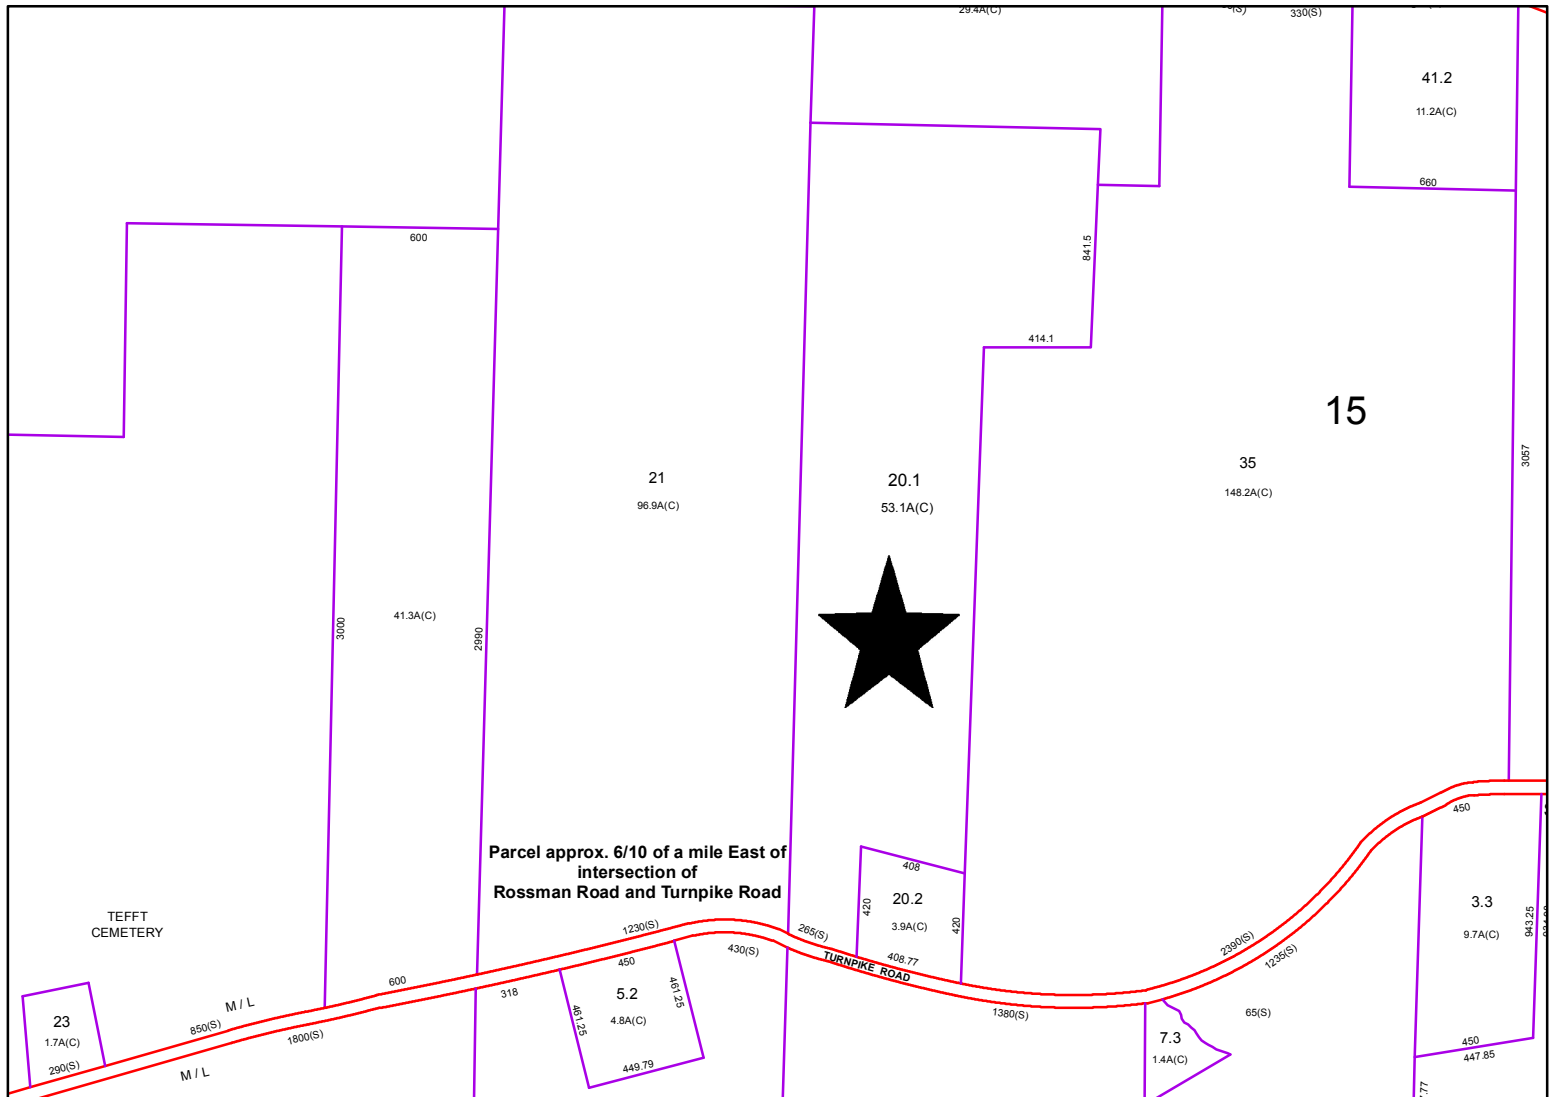 29.4A(C)
330(S)
41.2
11.2A(C)
660
600
841.5
414.1
15
3057
21
96.9A(C)
20.1
53.1A(C)
35
148.2A(C)
3000
41.3A(C)
2990
450
Parcel approx. 6/10 of a mile East of
intersection of
Rossman Road and Turnpike Road
408
20.2
3.9A(C)
420
420
408.77
TEFFT
CEMETERY
3.3
9.7A(C)
943.25
1230(S)
265(S)
430(S)
TURNPIKE ROAD
2390(S)
1235(S)
450
600
318
5.2
4.8A(C)
461.25
461.25
449.79
M / L
850(S)
1800(S)
23
1.7A(C)
290(S)
M / L
1380(S)
65(S)
7.3
1.4A(C)
450
447.85